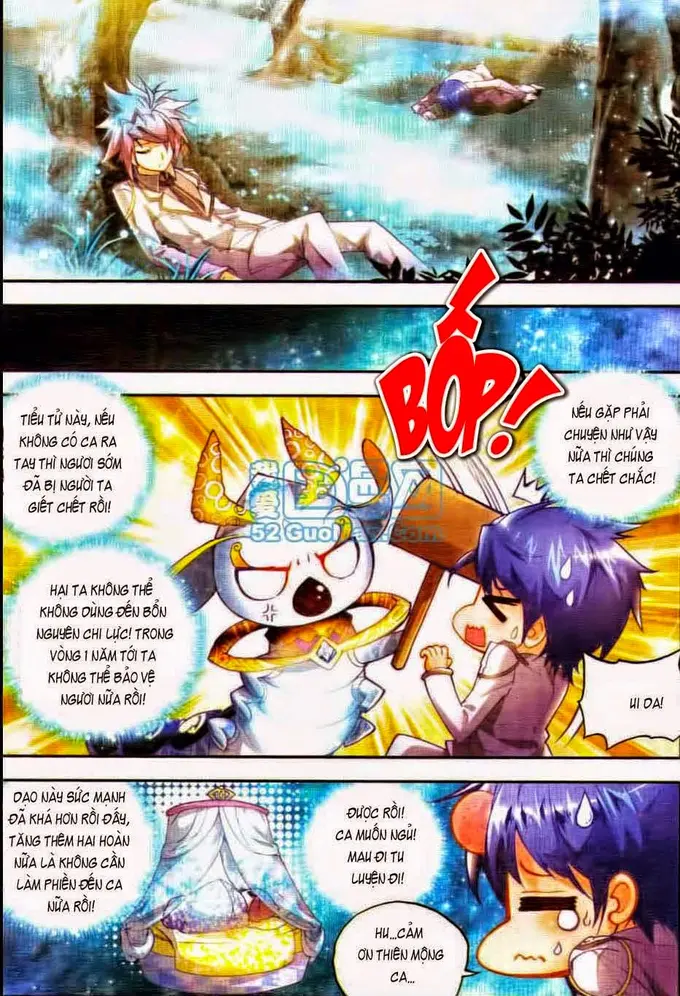 BỐP!
TIỂU TỬ NÀY, NẾU
KHÔNG CÓ CA RA
TAY THÌ NGƯƠI SỚM
ĐÃ BỊ NGƯỜI TA
GIẾT CHẾT RỒI!
NẾU GẶP PHẢI
CHUYỆN NHƯ VẬY
NỮA THÌ CHÚNG
TA CHẾT CHẮC!
52 Guoman.com
HẠI TA KHÔNG THỂ
KHÔNG DÙNG ĐẾN BỔN
NGUYÊN CHI LỰC! TRONG
VÒNG 1 NĂM TỚI TA
KHÔNG THỂ BẢO VỆ
NGƯƠI NỮA RỒI!
UI DA!
DẠO NÀY SỨC MẠNH
ĐÃ KHÁ HƠN RỒI ĐẤY,
TĂNG THÊM HAI HOÀN
NỮA LÀ KHÔNG CẦN
LÀM PHIỀN ĐẾN CA
NỮA RỒI!
ĐƯỢC RỒI!
CA MUỐN NGỦ!
MAU ĐI TU
LUYỆN ĐI!
HU...CẢM
ƠN THIÊN MỘNG
CA...